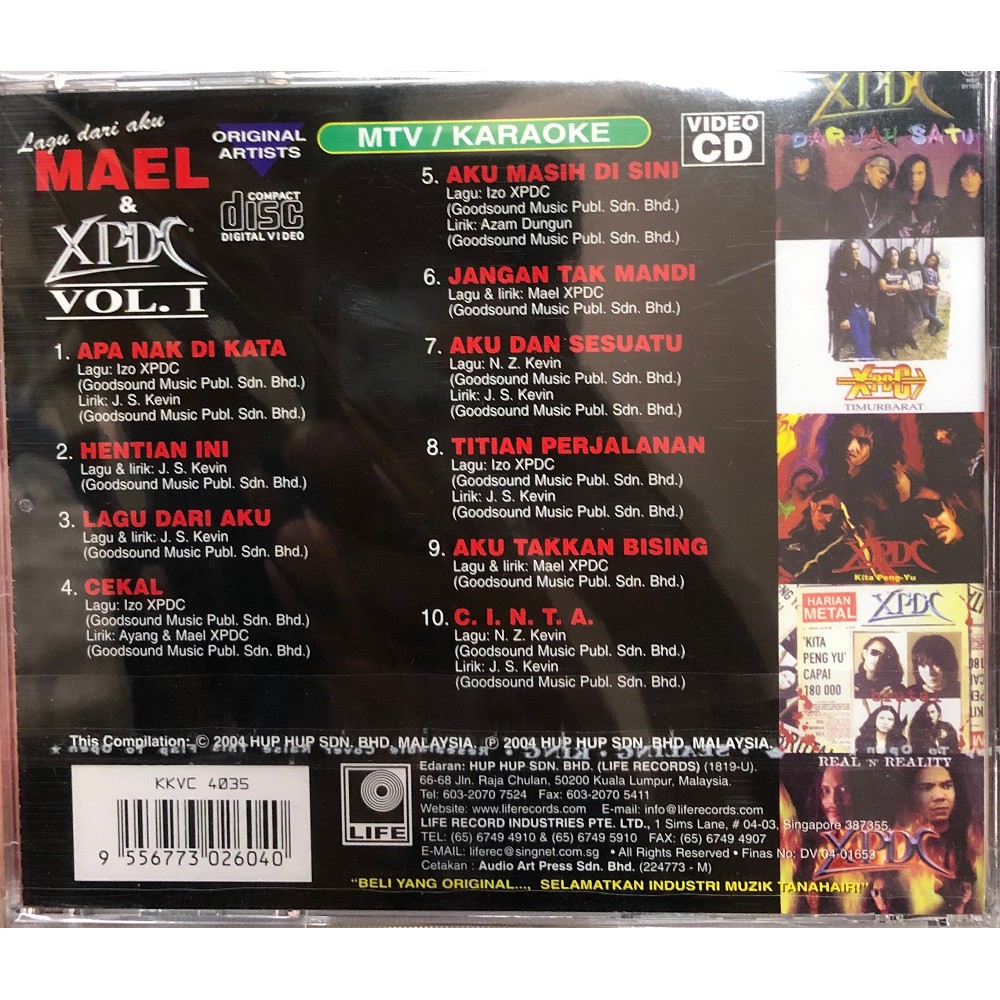 Lagu dari aku
MAEL
&
XPDC
VOL. I
ORIGINAL
ARTISTS
COMPACT
disc
DIGITAL VIDEO
MTV / KARAOKE
VIDEO
CD
1. APA NAK DI KATA
Lagu: Izo XPDC
(Goodsound Music Publ. Sdn. Bhd.)
Lirik: J. S. Kevin
(Goodsound Music Publ. Sdn. Bhd.)
2. HENTIAN INI
Lagu & lirik: J. S. Kevin
(Goodsound Music Publ. Sdn. Bhd.)
3. LAGU DARI AKU
Lagu & lirik: J. S. Kevin
(Goodsound Music Publ. Sdn. Bhd.)
4. CEKAL
Lagu: Izo XPDC
(Goodsound Music Publ. Sdn. Bhd.)
Lirik: Ayang & Mael XPDC
(Goodsound Music Publ. Sdn. Bhd.)
5. AKU MASIH DI SINI
Lagu: Izo XPDC
(Goodsound Music Publ. Sdn. Bhd.)
Lirik: Azam Dungun
(Goodsound Music Publ. Sdn. Bhd.)
6. JANGAN TAK MANDI
Lagu & lirik: Mael XPDC
(Goodsound Music Publ. Sdn. Bhd.)
7. AKU DAN SESUATU
Lagu: N. Z. Kevin
(Goodsound Music Publ. Sdn. Bhd.)
Lirik: J. S. Kevin
(Goodsound Music Publ. Sdn. Bhd.)
8. TITIAN PERJALANAN
Lagu: Izo XPDC
(Goodsound Music Publ. Sdn. Bhd.)
Lirik: J. S. Kevin
(Goodsound Music Publ. Sdn. Bhd.)
9. AKU TAKKAN BISING
Lagu & lirik: Mael XPDC
(Goodsound Music Publ. Sdn. Bhd.)
10. C. I. N. T. A.
Lagu: N. Z. Kevin
(Goodsound Music Publ. Sdn. Bhd.)
Lirik: J. S. Kevin
(Goodsound Music Publ. Sdn. Bhd.)
XPDC
DARJAH SATU
XPDC
TIMURBARAT
XPDC
Kita Peng-Yu
HARIAN
METAL
XPDC
'KITA
PENG YU'
CAPAI
180 000
REAL 'N' REALITY
XPDC
This Compilation: © 2004 HUP HUP SDN. BHD. MALAYSIA. ℗ 2004 HUP HUP SDN. BHD. MALAYSIA.
KKVC 4035
9 556773 026040
LIFE
Edaran: HUP HUP SDN. BHD. (LIFE RECORDS) (1819-U).
66-68 Jln. Raja Chulan, 50200 Kuala Lumpur, Malaysia.
Tel: 603-2070 7524 Fax: 603-2070 5411
Website: www.liferecords.com E-mail: info@liferecords.com
LIFE RECORD INDUSTRIES PTE. LTD., 1 Sims Lane, # 04-03, Singapore 387355.
TEL: (65) 6749 4910 & (65) 6749 5910 FAX: (65) 6749 4907
E-MAIL: liferec@singnet.com.sg • All Rights Reserved • Finas No: DV 04-01653
Cetakan : Audio Art Press Sdn. Bhd. (224773 - M)
"BELI YANG ORIGINAL..., SELAMATKAN INDUSTRI MUZIK TANAHAIR!"